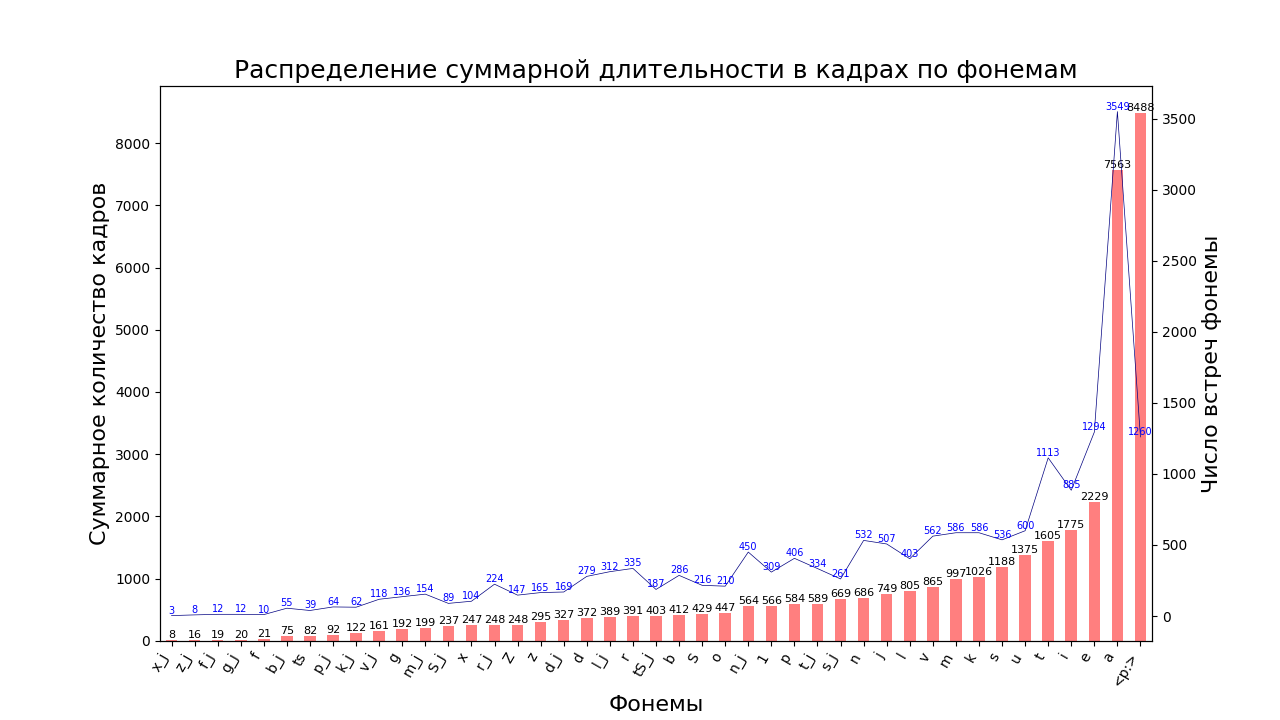 Распределение суммарной длительности в кадрах по фонемам
Суммарное количество кадров
8000
7000
6000
5000
4000
3000
2000
1000
0
Число встреч фонемы
3500
3000
2500
2000
1500
1000
500
0
3 8 12 12 10 55 39 64 62 118 136 154 89 104 224 147 165 169 279 312 335 187 286 216 210 450 309 406 334 261 532 507 403 562 586 586 536 600 1113 885 1294 3549 1260
8 16 19 20 21 75 82 92 122 161 192 199 237 247 248 248 295 327 372 389 391 403 412 429 447 564 566 584 589 669 686 749 805 865 997 1026 1188 1375 1605 1775 2229 7563 8488
x_j z_j f_j g_j f b_j ts p_j k_j v_j g m_j S_j x r_j Z z d_j d l_j r tS_j b S o n_j 1 p t_j s_j n j l v m k s u t i e a <p:>
Фонемы